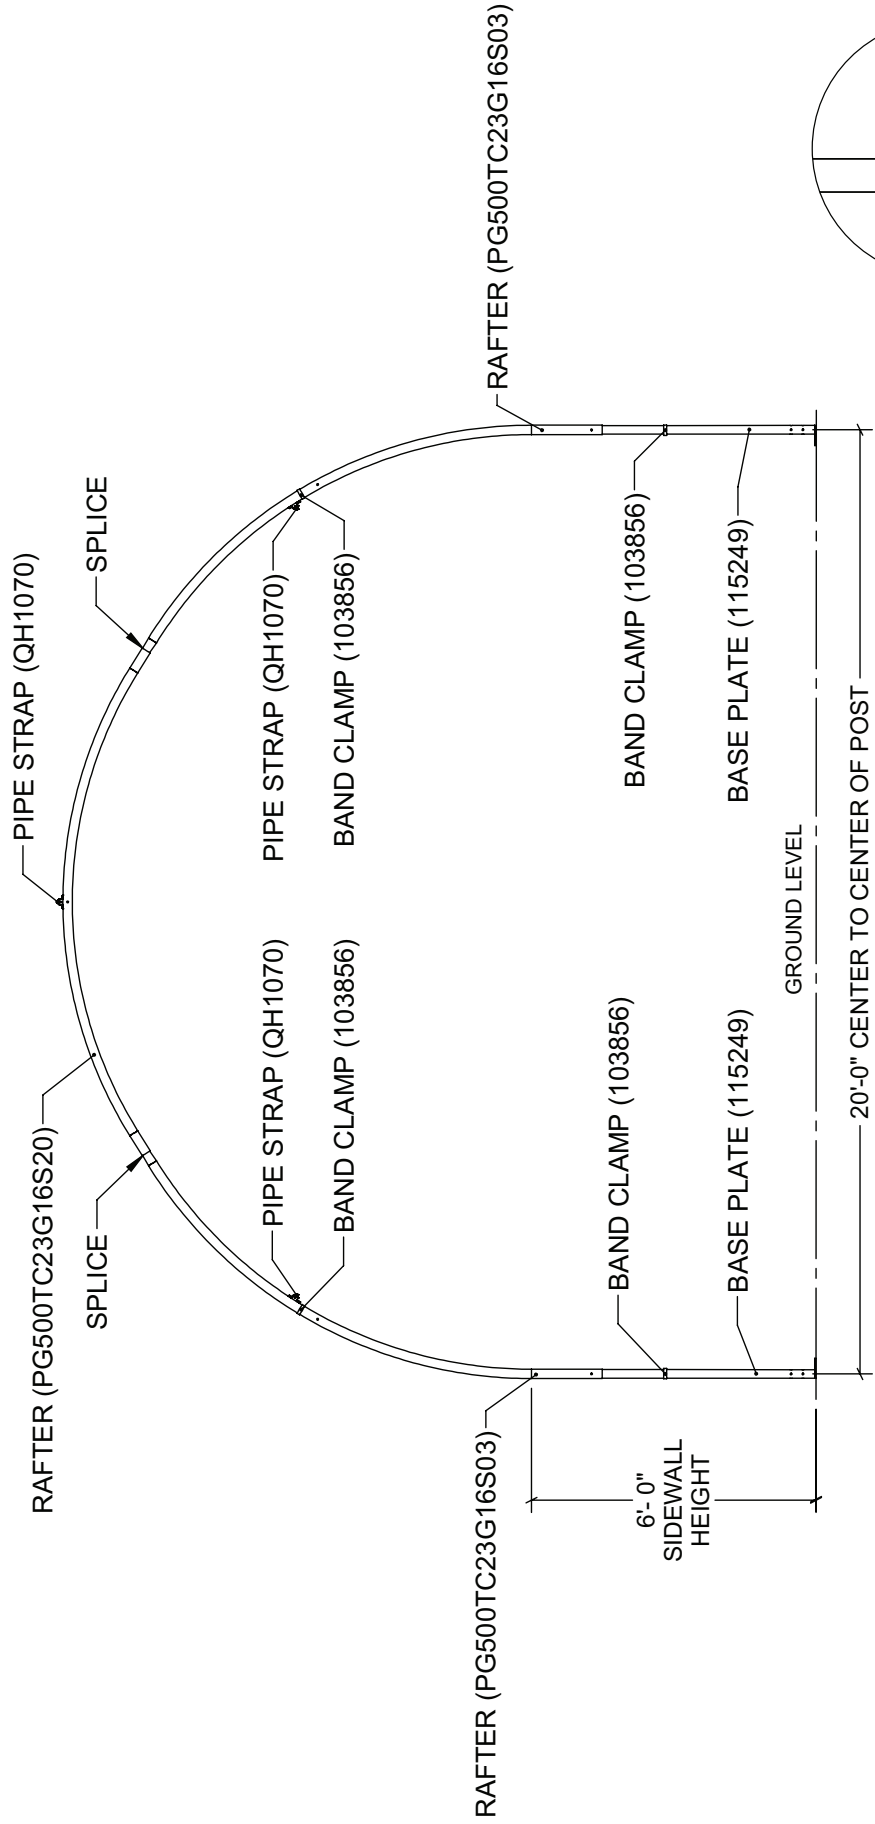 PIPE STRAP (QH1070)
RAFTER (PG500TC23G16S20)
SPLICE
SPLICE
PIPE STRAP (QH1070)
PIPE STRAP (QH1070)
BAND CLAMP (103856)
BAND CLAMP (103856)
RAFTER (PG500TC23G16S03)
RAFTER (PG500TC23G16S03)
BAND CLAMP (103856)
BAND CLAMP (103856)
6'- 0"
SIDEWALL
HEIGHT
BASE PLATE (115249)
BASE PLATE (115249)
GROUND LEVEL
20'-0" CENTER TO CENTER OF POST